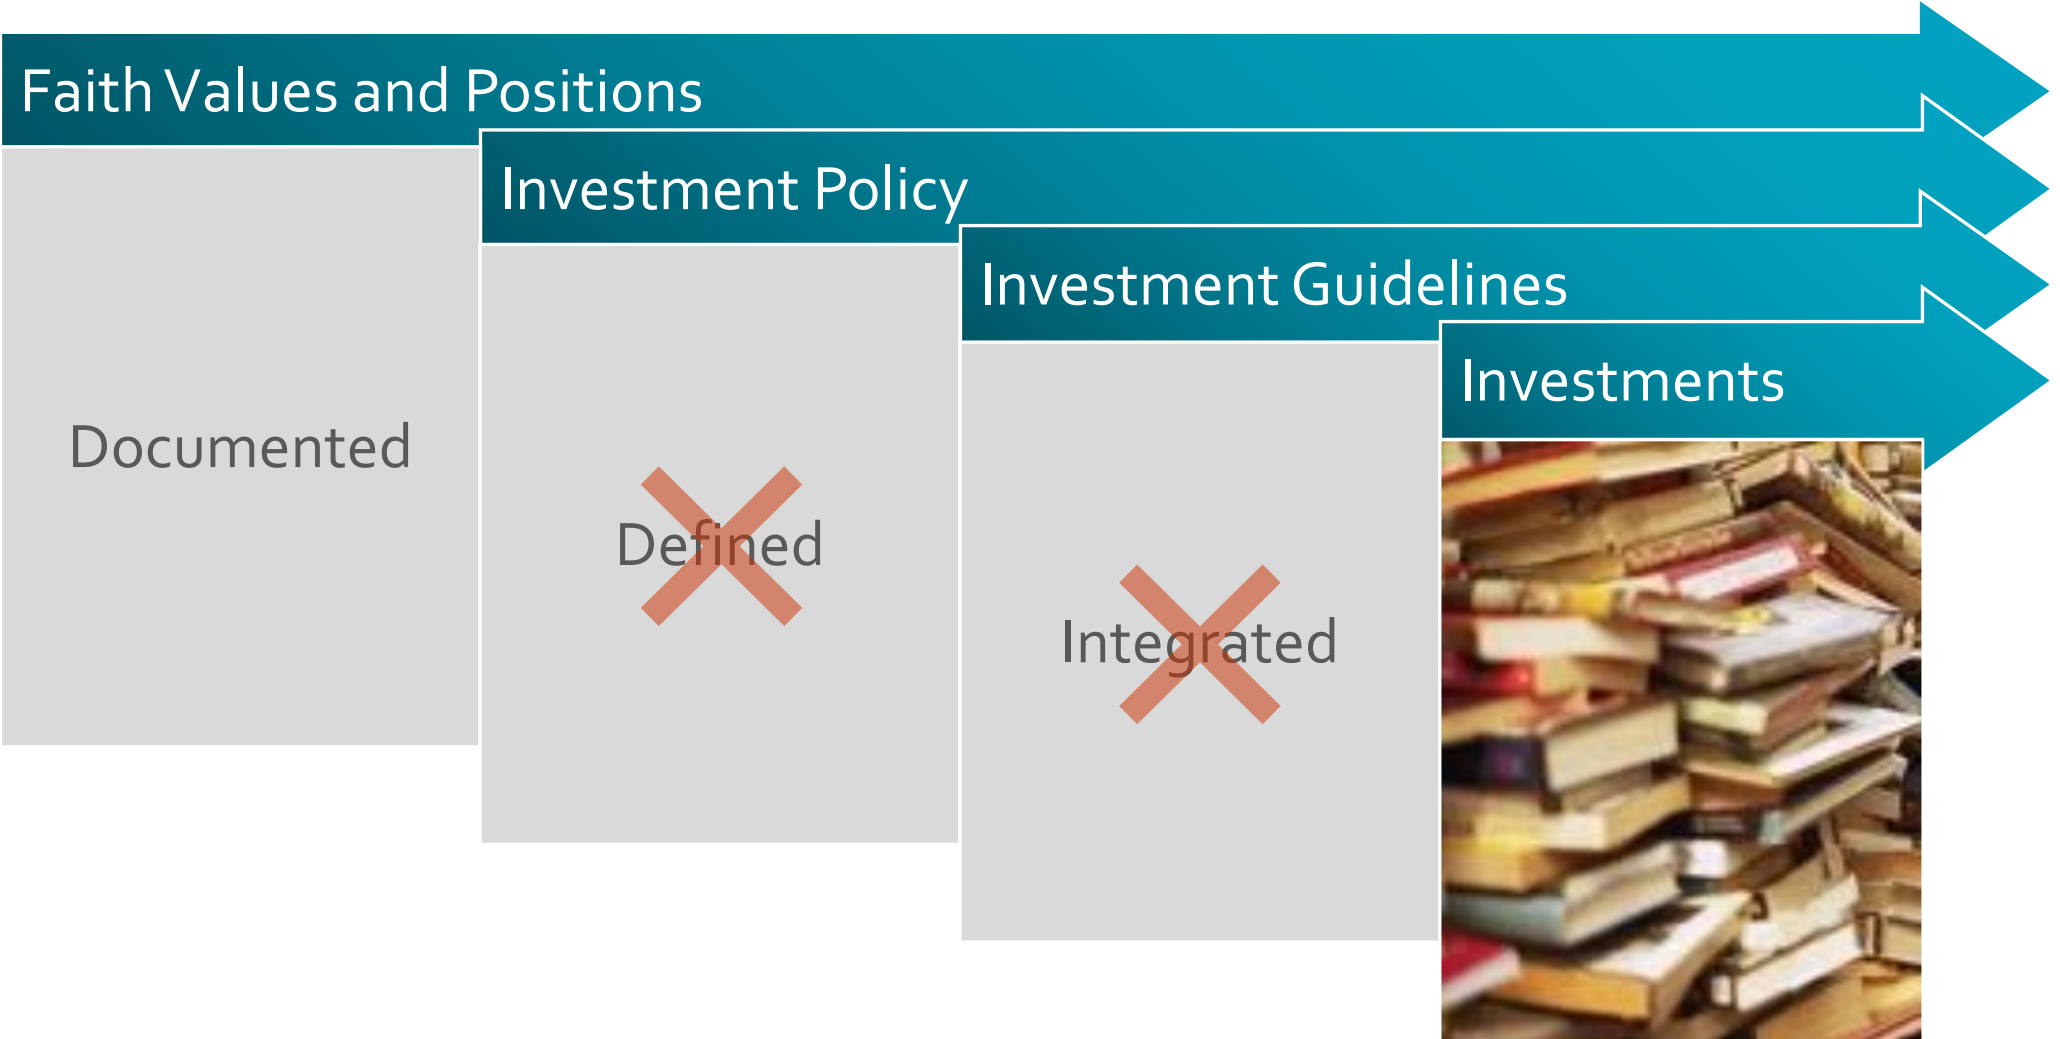 Faith Values and Positions
Documented
Investment Policy
Defined
Investment Guidelines
Integrated
Investments